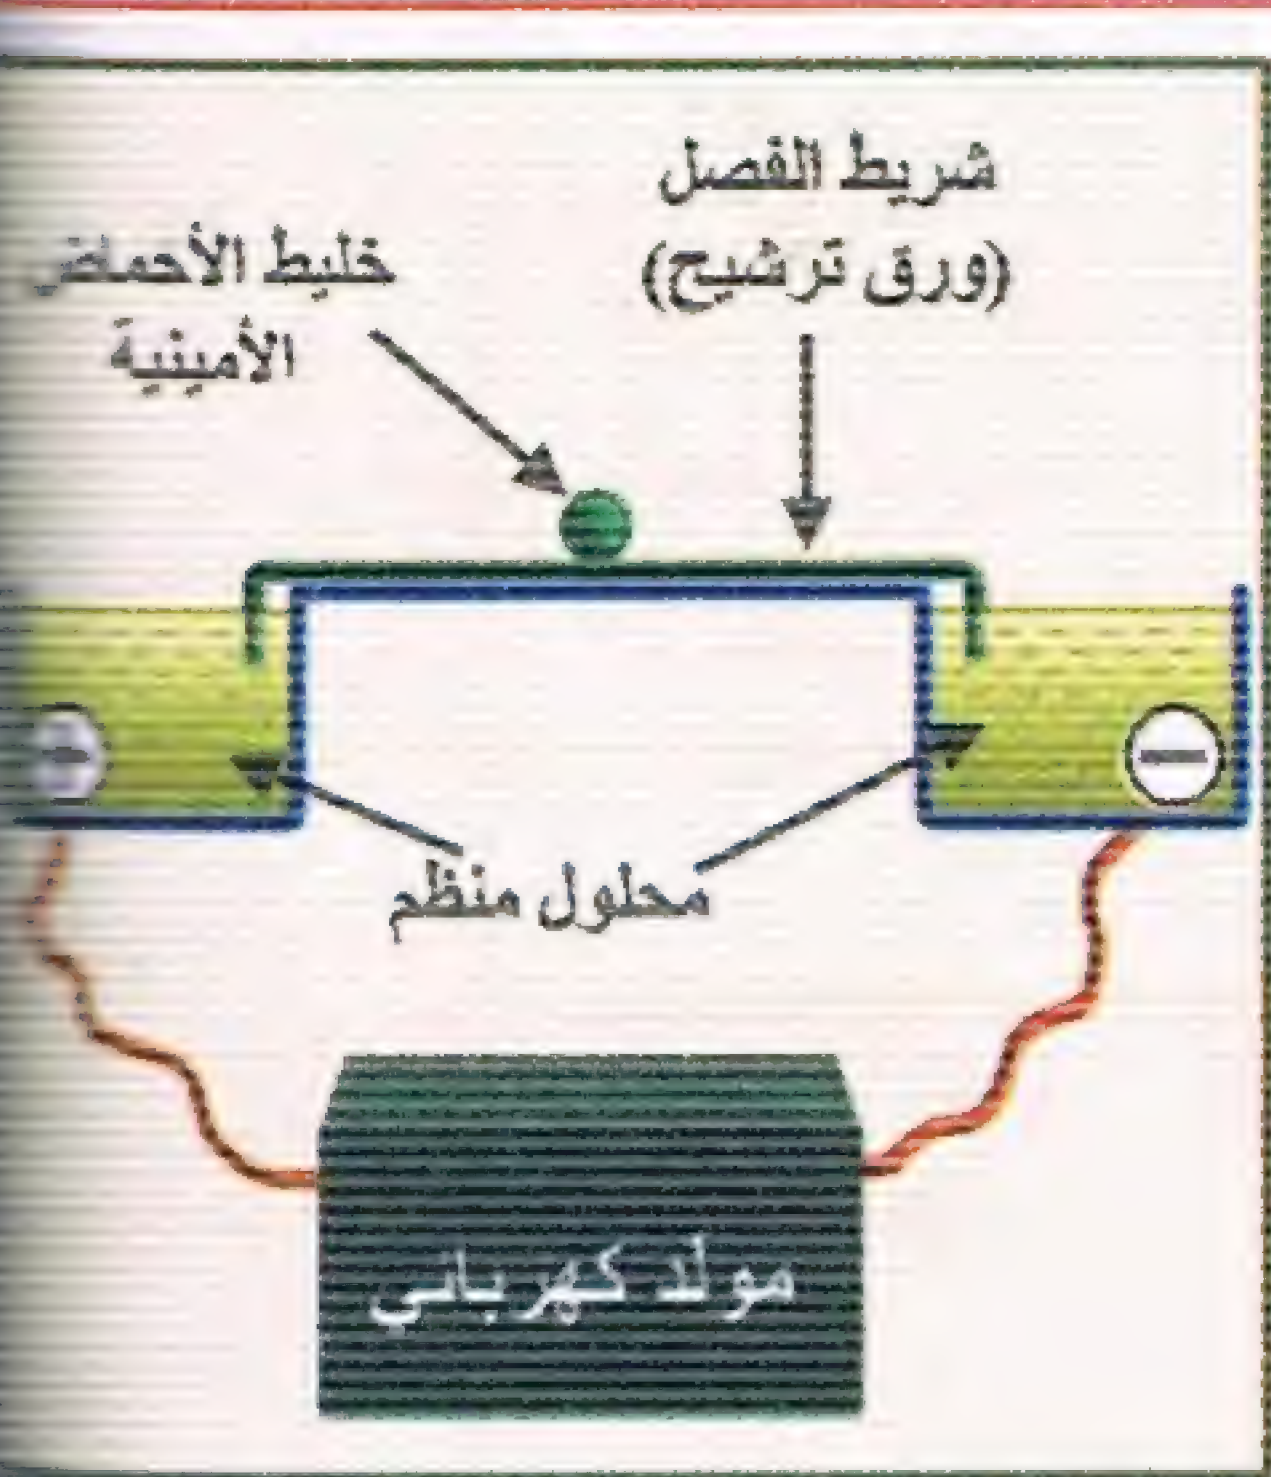 شريط الفصل
(ورق ترشيح)
خليط الأحماض
الأمينية
محلول منظم
مولد كهربائي